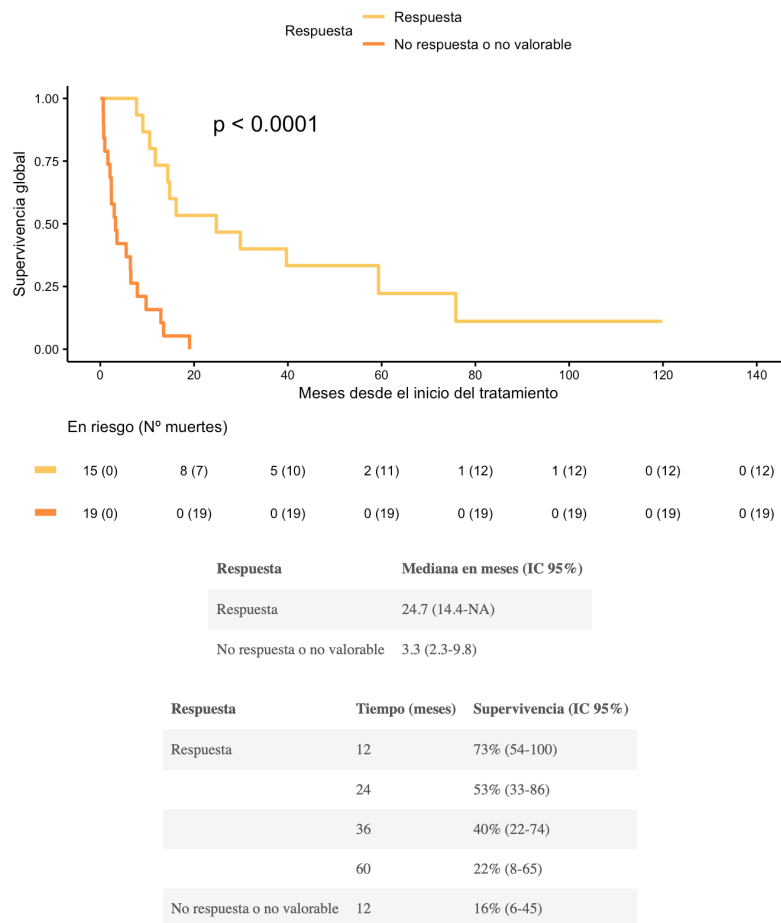 Respuesta
Respuesta
No respuesta o no valorable
p < 0.0001
Supervivencia global
1.00
0.75
0.50
0.25
0.00
0 20 40 60 80 100 120 140
Meses desde el inicio del tratamiento
En riesgo (Nº muertes)
15 (0) 8 (7) 5 (10) 2 (11) 1 (12) 1 (12) 0 (12) 0 (12)
19 (0) 0 (19) 0 (19) 0 (19) 0 (19) 0 (19) 0 (19) 0 (19)
Respuesta Mediana en meses (IC 95%)
Respuesta 24.7 (14.4-NA)
No respuesta o no valorable 3.3 (2.3-9.8)
Respuesta Tiempo (meses) Supervivencia (IC 95%)
Respuesta 12 73% (54-100)
24 53% (33-86)
36 40% (22-74)
60 22% (8-65)
No respuesta o no valorable 12 16% (6-45)